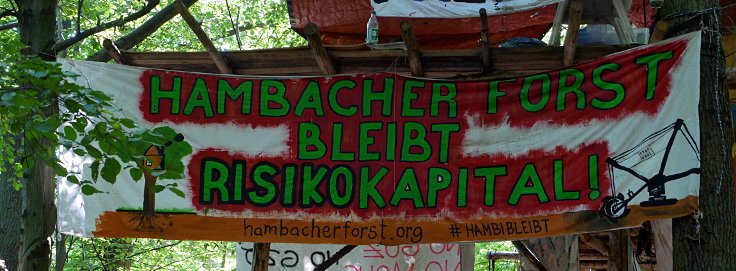 HAMBACHER FORST
BLEIBT
RISIKOKAPITAL!
hambacherforst.org #HAMBIBLEIBT